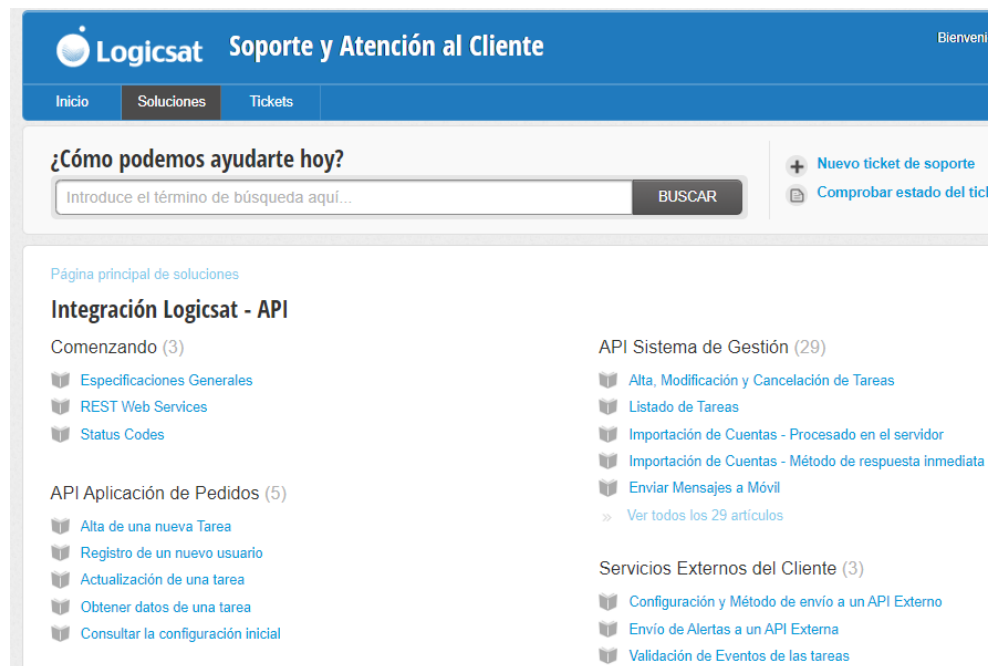 Logicsat Soporte y Atención al Cliente
Inicio Soluciones Tickets
¿Cómo podemos ayudarte hoy?
Introduce el término de búsqueda aquí...
BUSCAR
Nuevo ticket de soporte
Comprobar estado del
Página principal de soluciones
Integración Logicsat - API
Comenzando (3)
Especificaciones Generales
REST Web Services
Status Codes
API Aplicación de Pedidos (5)
Alta de una nueva Tarea
Registro de un nuevo usuario
Actualización de una tarea
Obtener datos de una tarea
Consultar la configuración inicial
API Sistema de Gestión (29)
Alta, Modificación y Cancelación de Tareas
Listado de Tareas
Importación de Cuentas - Procesado en el servidor
Importación de Cuentas - Método de respuesta inmediata
Enviar Mensajes a Móvil
» Ver todos los 29 artículos
Servicios Externos del Cliente (3)
Configuración y Método de envío a un API Externo
Envío de Alertas a un API Externa
Validación de Eventos de las tareas